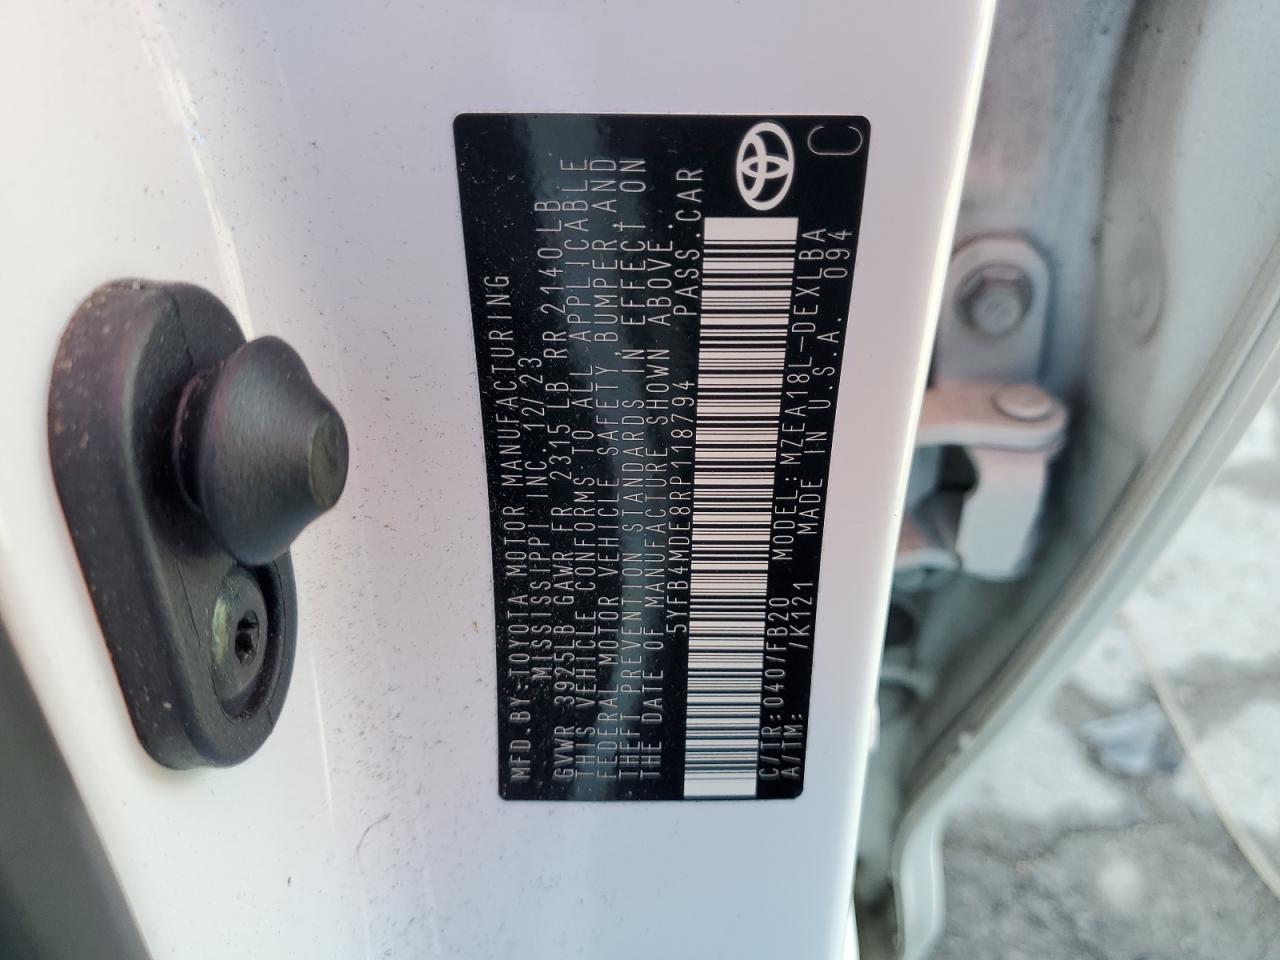 MFD.BY:TOYOTA MOTOR MANUFACTURING
MISSISSIPPI INC. 12/23
GVWR 3925LB GAWR FR 2315 LB RR 2140LB.
THIS VEHICLE CONFORMS TO ALL APPLICABLE
FEDERAL MOTOR VEHICLE SAFETY, BUMPER AND
THEFT PREVENTION STANDARDS IN EFFECT ON
THE DATE OF MANUFACTURE SHOWN ABOVE.
5YFB4MDE8RP118794 PASS.CAR
C/TR:040/FB20 MODEL:MZEA18L-DEXLBA
A/TM: /K121 MADE IN U.S.A. 094
C